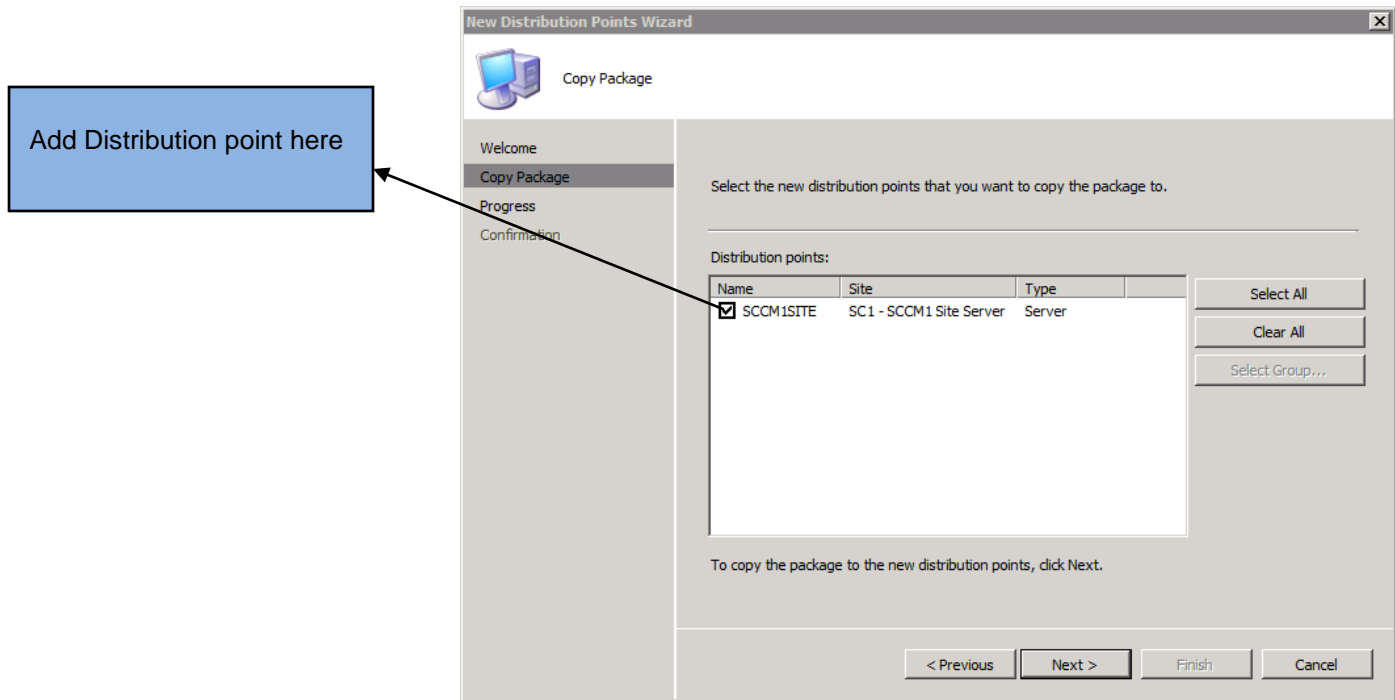 New Distribution Points Wizard
Copy Package
Add Distribution point here
Welcome
Copy Package
Progress
Confirmation
Select the new distribution points that you want to copy the package to.
Distribution points:
Name Site Type
SCCM1SITE SC1 - SCCM1 Site Server Server
Select All
Clear All
Select Group...
To copy the package to the new distribution points, click Next.
< Previous Next > Finish Cancel